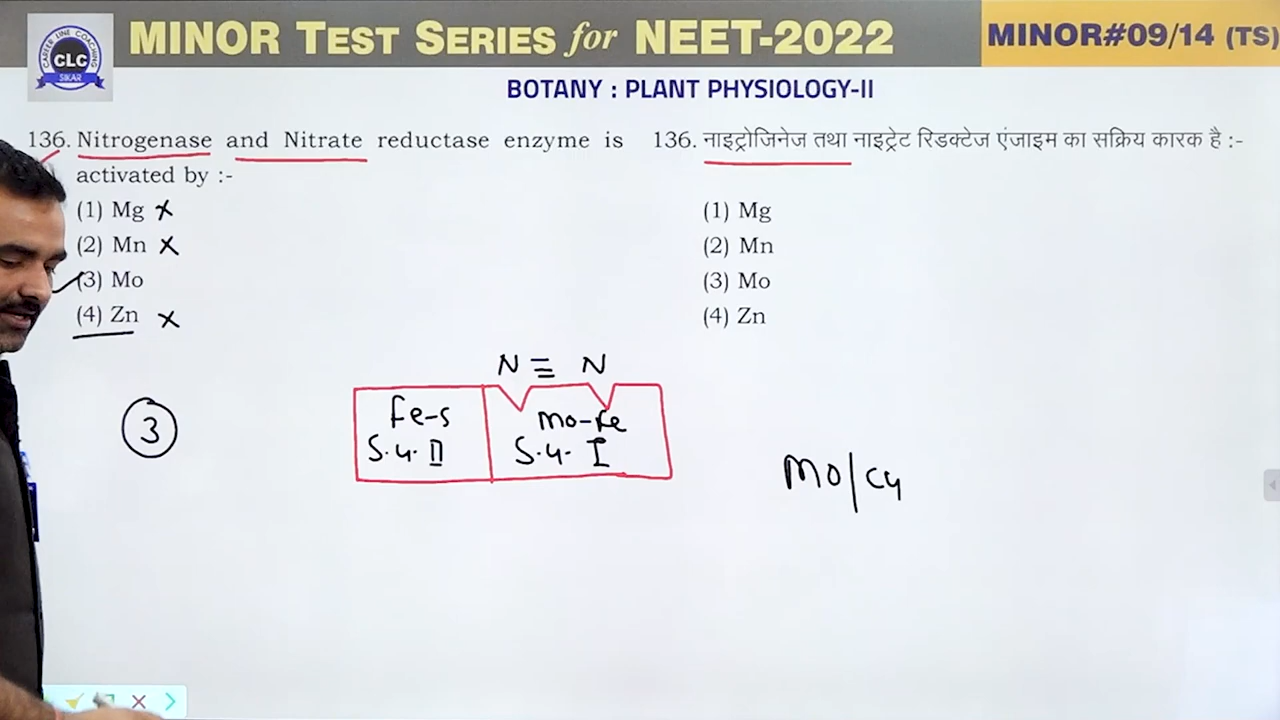 CAREER LINE COACHING
CLC
SIKAR
MINOR TEST SERIES for NEET-2022
MINOR#09/14 (TS)
BOTANY : PLANT PHYSIOLOGY-II
136. Nitrogenase and Nitrate reductase enzyme is
activated by :-
(1) Mg ×
(2) Mn ×
(3) Mo
(4) Zn ×
136. नाइट्रोजिनेज तथा नाइट्रेट रिडक्टेज एंजाइम का सक्रिय कारक है :-
(1) Mg
(2) Mn
(3) Mo
(4) Zn
N ≡ N
Fe-S
S.U. II
Mo-Fe
S.U. I
3
Mo/Cu